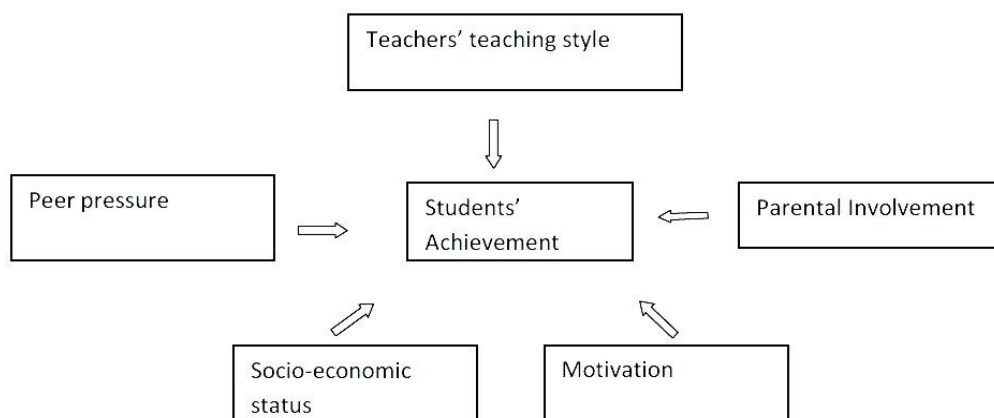 Teachers’ teaching style
Peer pressure
Students’
Achievement
Parental Involvement
Socio-economic
status
Motivation